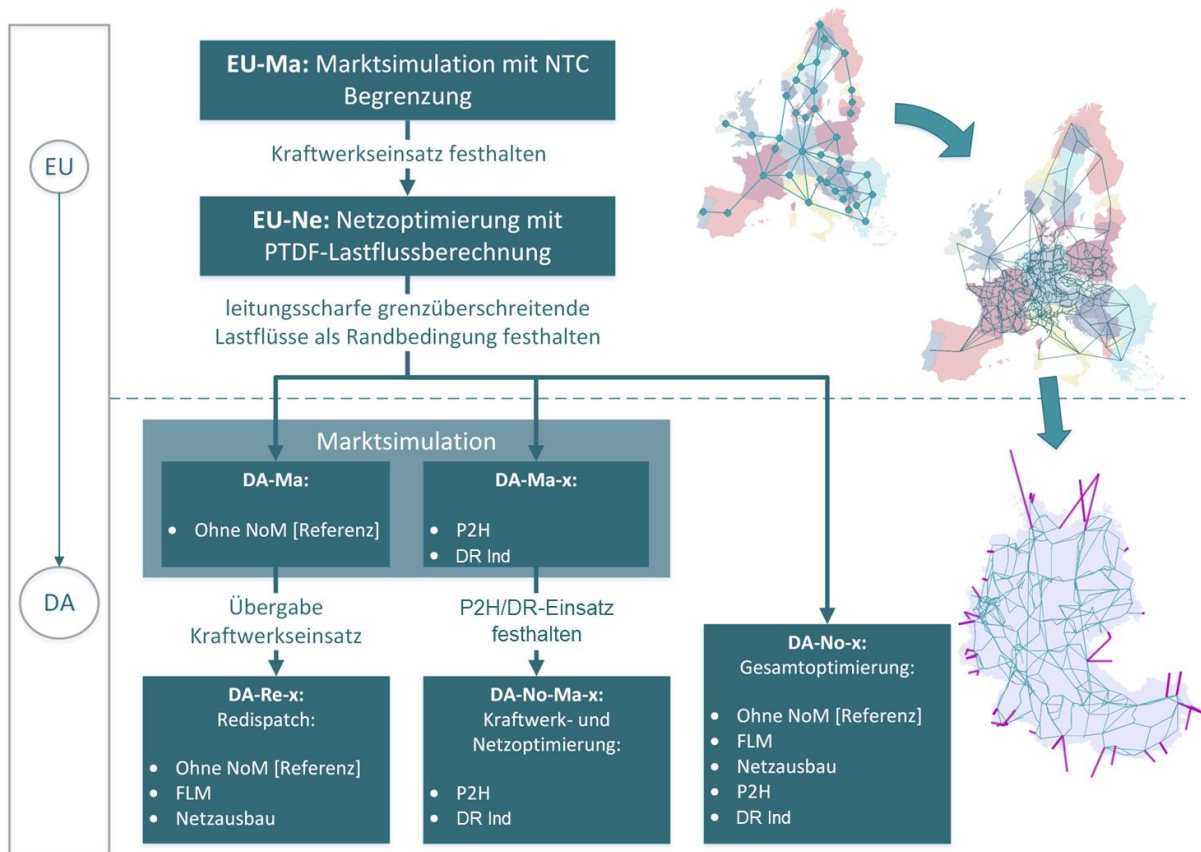 EU
DA
EU-Ma: Marktsimulation mit NTC
Begrenzung
Kraftwerkseinsatz festhalten
EU-Ne: Netzoptimierung mit
PTDF-Lastflussberechnung
leitungsscharfe grenzüberschreitende
Lastflüsse als Randbedingung festhalten
Marktsimulation
DA-Ma:
• Ohne NoM [Referenz]
DA-Ma-x:
• P2H
• DR Ind
Übergabe
Kraftwerkseinsatz
P2H/DR-Einsatz
festhalten
DA-Re-x:
Redispatch:
• Ohne NoM [Referenz]
• FLM
• Netzausbau
DA-No-Ma-x:
Kraftwerk- und
Netzoptimierung:
• P2H
• DR Ind
DA-No-x:
Gesamtoptimierung:
• Ohne NoM [Referenz]
• FLM
• Netzausbau
• P2H
• DR Ind